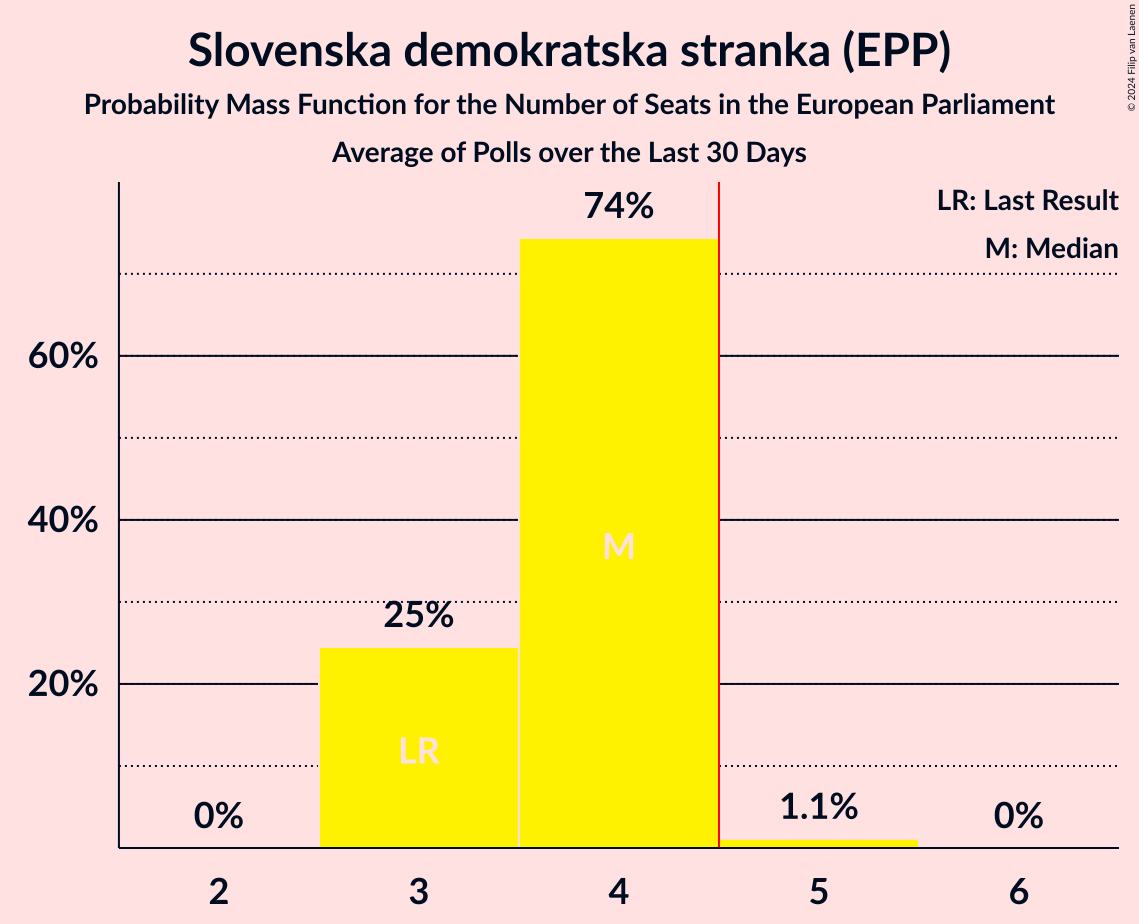 Slovenska demokratska stranka (EPP)
Probability Mass Function for the Number of Seats in the European Parliament
Average of Polls over the Last 30 Days
© 2024 Filip van Laenen
LR: Last Result
M: Median
74%
60%
40%
M
25%
20%
LR
0%
1.1%
0%
2
3
4
5
6